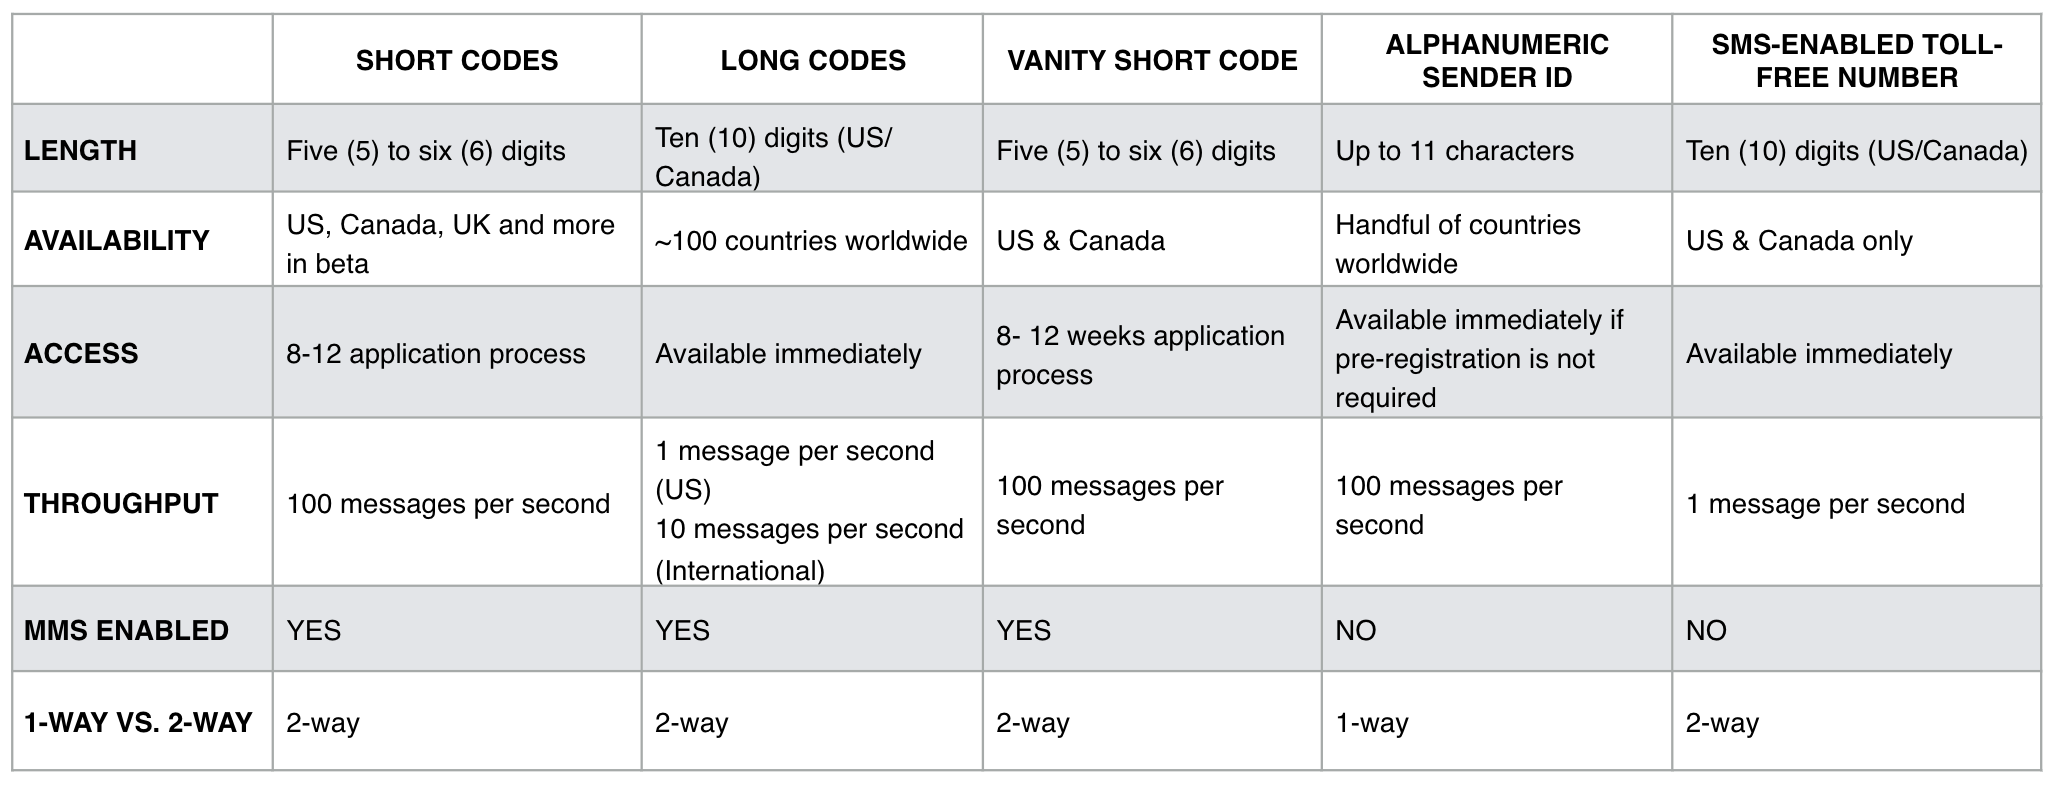 SHORT CODES
LONG CODES
VANITY SHORT CODE
ALPHANUMERIC
SENDER ID
SMS-ENABLED TOLL-
FREE NUMBER
LENGTH
Five (5) to six (6) digits
Ten (10) digits (US/
Canada)
Five (5) to six (6) digits
Up to 11 characters
Ten (10) digits (US/Canada)
AVAILABILITY
US, Canada, UK and more
in beta
~100 countries worldwide
US & Canada
Handful of countries
worldwide
US & Canada only
ACCESS
8-12 application process
Available immediately
8- 12 weeks application
process
Available immediately if
pre-registration is not
required
Available immediately
THROUGHPUT
100 messages per second
1 message per second
(US)
10 messages per second
(International)
100 messages per
second
100 messages per
second
1 message per second
MMS ENABLED
YES
YES
YES
NO
NO
1-WAY VS. 2-WAY
2-way
2-way
2-way
1-way
2-way